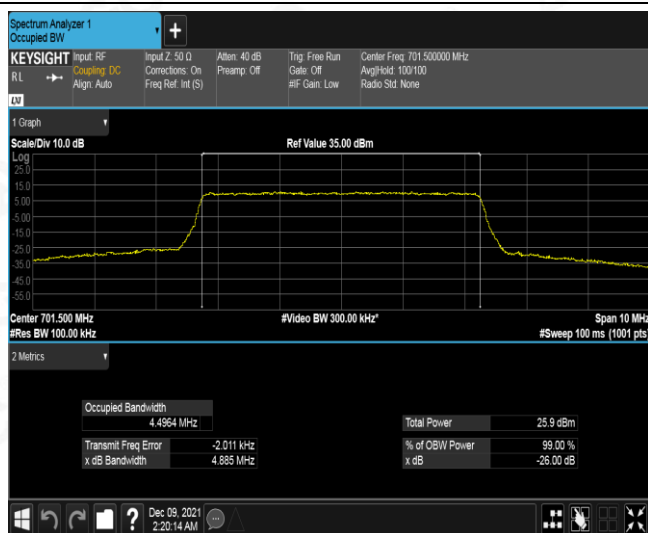 Spectrum Analyzer 1
Occupied BW
+
KEYSIGHT
RL
LXI
Input: RF
Coupling: DC
Align: Auto
Input Z: 50 Ω
Corrections: On
Freq Ref: Int (S)
Atten: 40 dB
Preamp: Off
Trig: Free Run
Gate: Off
#IF Gain: Low
Center Freq: 701.500000 MHz
Avg|Hold: 100/100
Radio Std: None
1 Graph
Scale/Div 10.0 dB
Ref Value 35.00 dBm
Log
25.0
15.0
5.00
-5.00
-15.0
-25.0
-35.0
-45.0
-55.0
Center 701.500 MHz
#Video BW 300.00 kHz*
Span 10 MHz
#Res BW 100.00 kHz
#Sweep 100 ms (1001 pts)
2 Metrics
Occupied Bandwidth
4.4964 MHz
Total Power 25.9 dBm
Transmit Freq Error -2.011 kHz
% of OBW Power 99.00 %
x dB Bandwidth 4.885 MHz
x dB -26.00 dB
?
Dec 09, 2021
2:20:14 AM